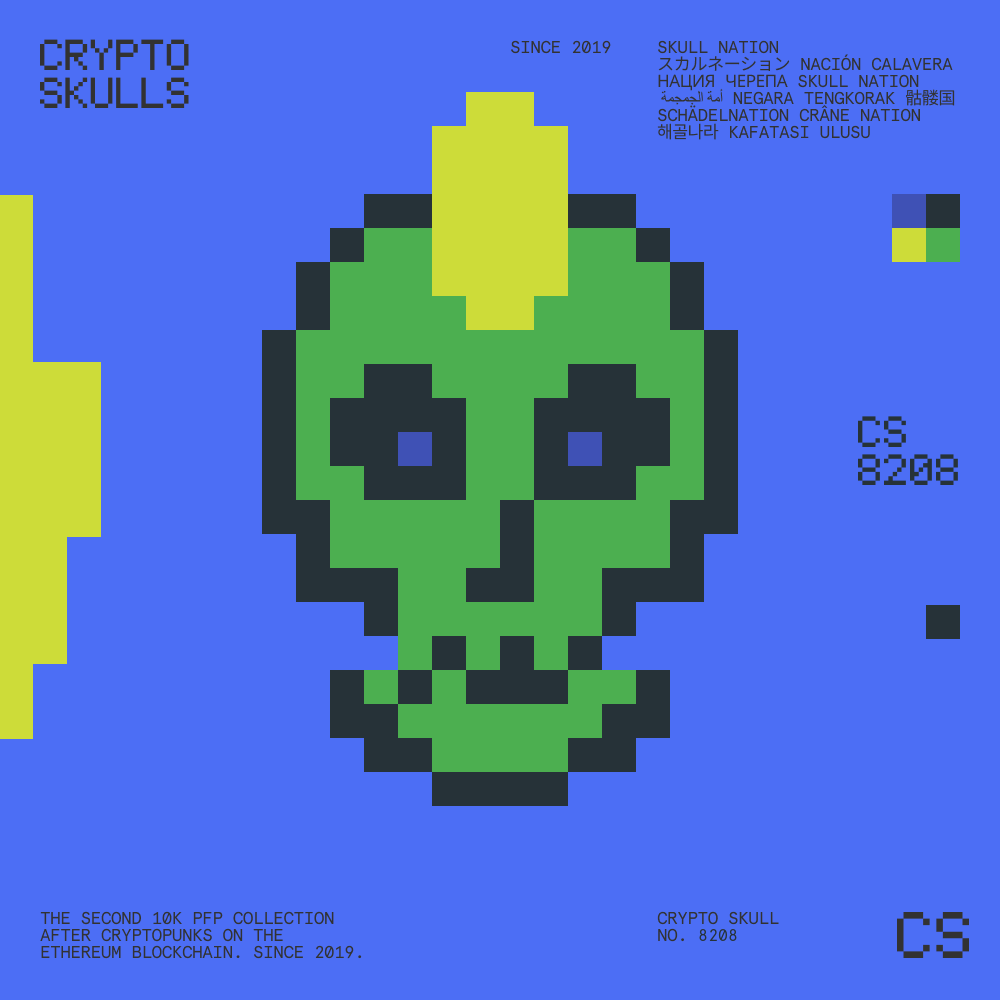 CRYPTO
SKULLS
SINCE 2019
SKULL NATION
スカルネーション NACIÓN CALAVERA
НАЦИЯ ЧЕРЕПА SKULL NATION
أمة الجمجمة NEGARA TENGKORAK 骷髅国
SCHÄDELNATION CRÂNE NATION
해골나라 KAFATASI ULUSU
CS
8208
THE SECOND 10K PFP COLLECTION
AFTER CRYPTOPUNKS ON THE
ETHEREUM BLOCKCHAIN. SINCE 2019.
CRYPTO SKULL
NO. 8208
CS